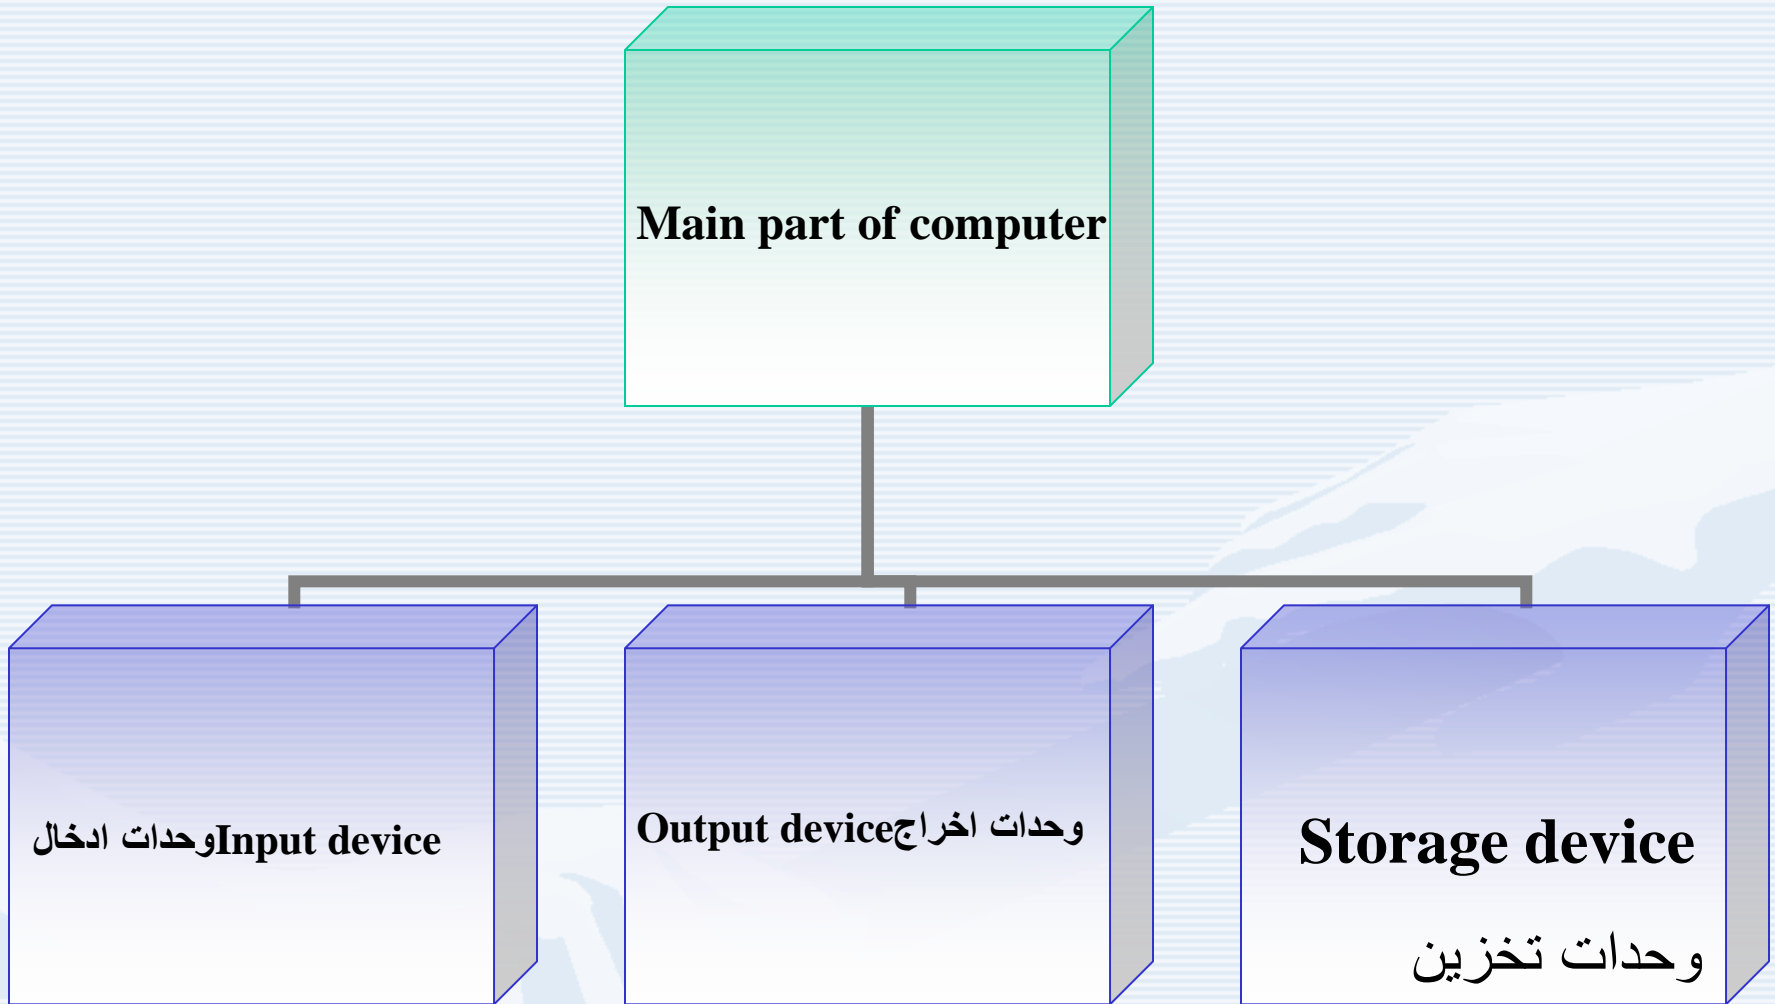 Main part of computer
وحدات ادخالInput device
Output deviceوحدات اخراج
Storage device
وحدات تخزين